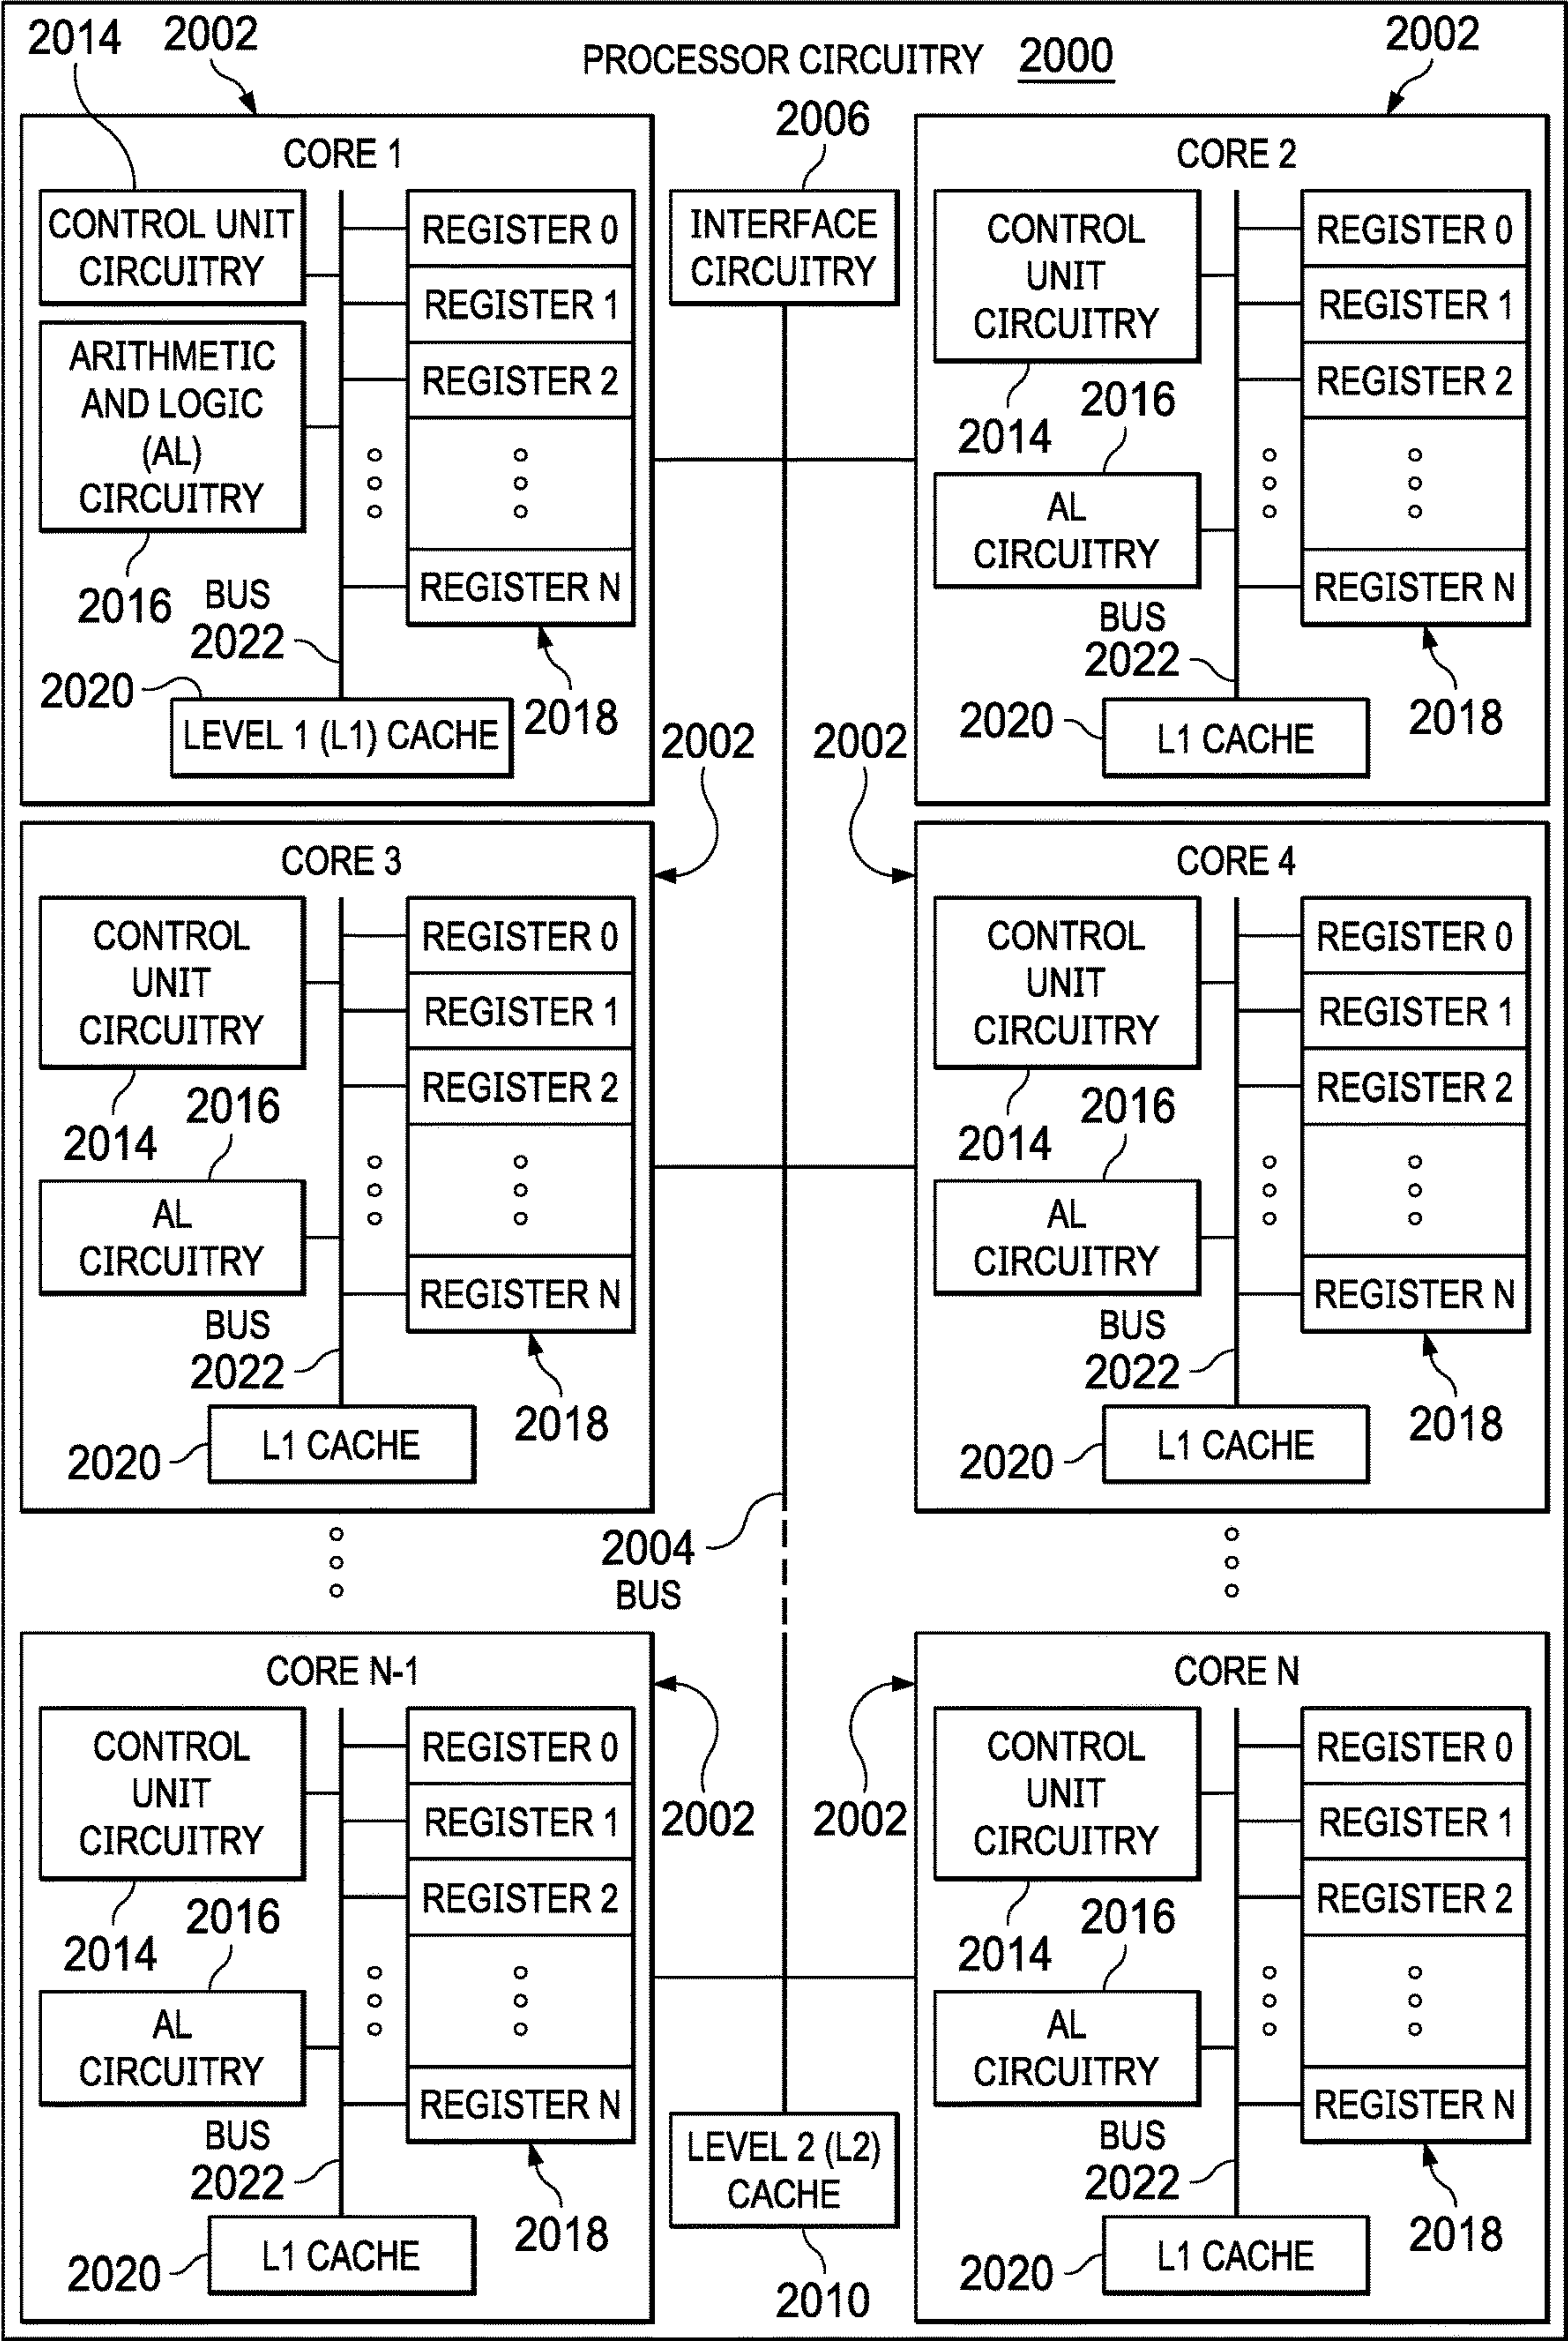 2014
2002
PROCESSOR CIRCUITRY 2000
2002
2006
CORE 1
CONTROL UNIT
CIRCUITRY
ARITHMETIC
AND LOGIC
(AL)
CIRCUITRY
2016
REGISTER 0
REGISTER 1
REGISTER 2
REGISTER N
BUS
2022
2020
LEVEL 1 (L1) CACHE
2018
INTERFACE
CIRCUITRY
CORE 2
CONTROL
UNIT
CIRCUITRY
2014
2016
AL
CIRCUITRY
REGISTER 0
REGISTER 1
REGISTER 2
REGISTER N
BUS
2022
2020
L1 CACHE
2018
2002
2002
CORE 3
CONTROL
UNIT
CIRCUITRY
2014
2016
AL
CIRCUITRY
REGISTER 0
REGISTER 1
REGISTER 2
REGISTER N
BUS
2022
2020
L1 CACHE
2018
CORE 4
CONTROL
UNIT
CIRCUITRY
2014
2016
AL
CIRCUITRY
REGISTER 0
REGISTER 1
REGISTER 2
REGISTER N
BUS
2022
2020
L1 CACHE
2018
2004
BUS
CORE N-1
CONTROL
UNIT
CIRCUITRY
2014
2016
AL
CIRCUITRY
REGISTER 0
REGISTER 1
REGISTER 2
REGISTER N
BUS
2022
2020
L1 CACHE
2018
2002
2002
LEVEL 2 (L2)
CACHE
2010
CORE N
CONTROL
UNIT
CIRCUITRY
2014
2016
AL
CIRCUITRY
REGISTER 0
REGISTER 1
REGISTER 2
REGISTER N
BUS
2022
2020
L1 CACHE
2018